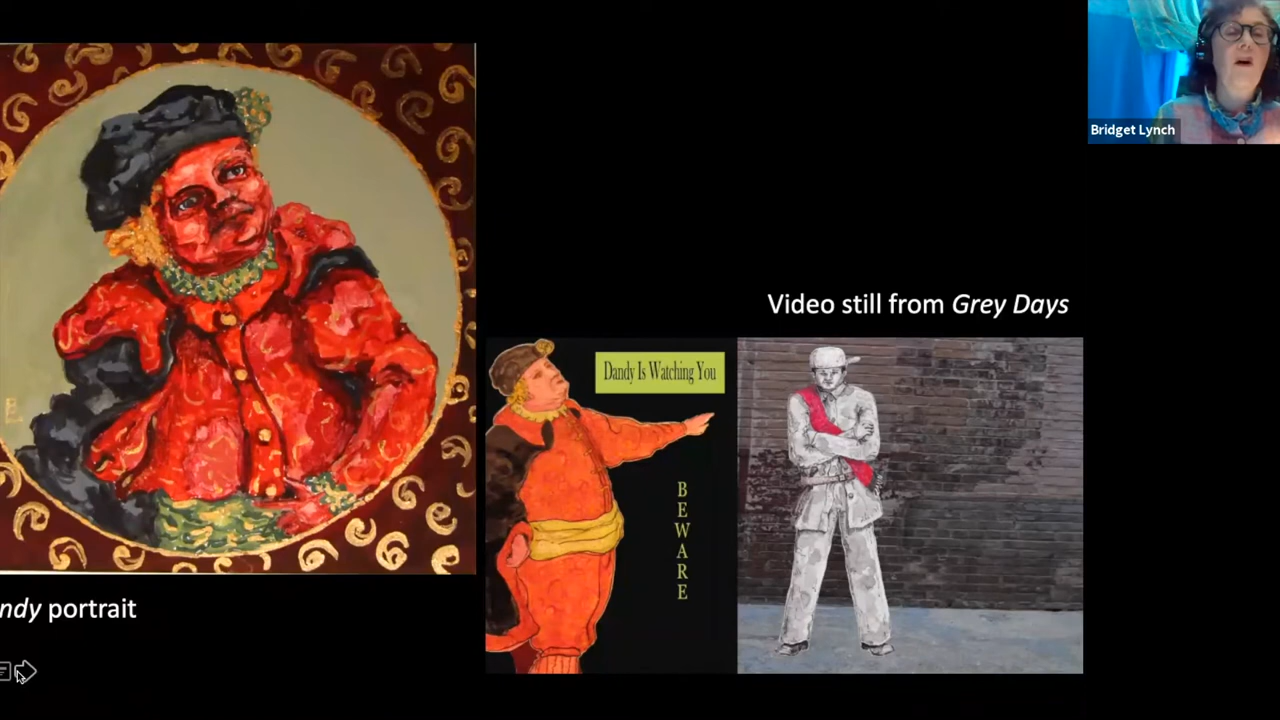 Bridget Lynch
Video still from Grey Days
Dandy Is Watching You
BEWARE
ndy portrait